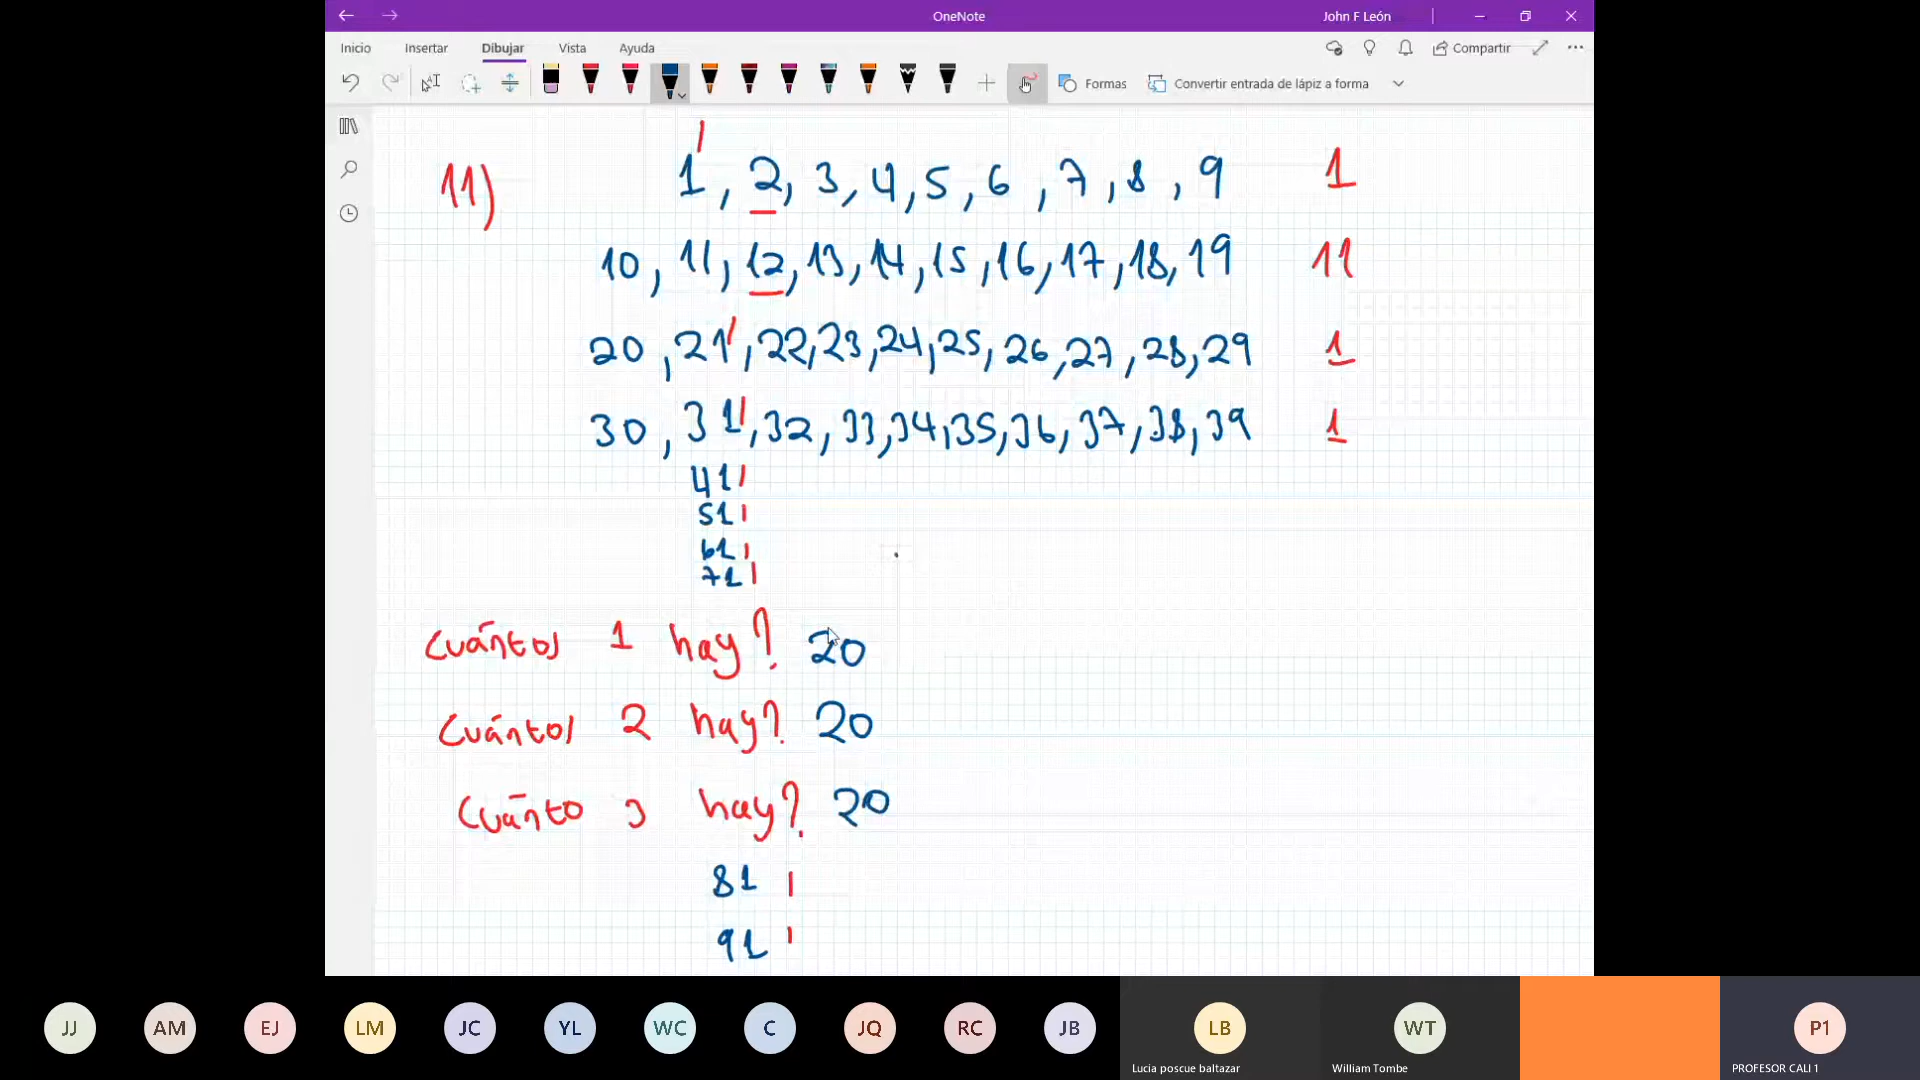 OneNote
John F León
Inicio Insertar Dibujar Vista Ayuda
Compartir
Formas
Convertir entrada de lápiz a forma
11) 1, 2, 3, 4, 5, 6, 7, 8, 9 1
10, 11, 12, 13, 14, 15, 16, 17, 18, 19 11
20, 21, 22, 23, 24, 25, 26, 27, 28, 29 1
30, 31, 32, 33, 34, 35, 36, 37, 38, 39 1
41
51
61
71
Cuántos 1 hay? 20
Cuántos 2 hay? 20
Cuánto 3 hay? 20
81
91
JJ AM EJ LM JC YL WC C JQ RC JB LB WT P1
Lucia poscue baltazar William Tombe PROFESOR CALI 1